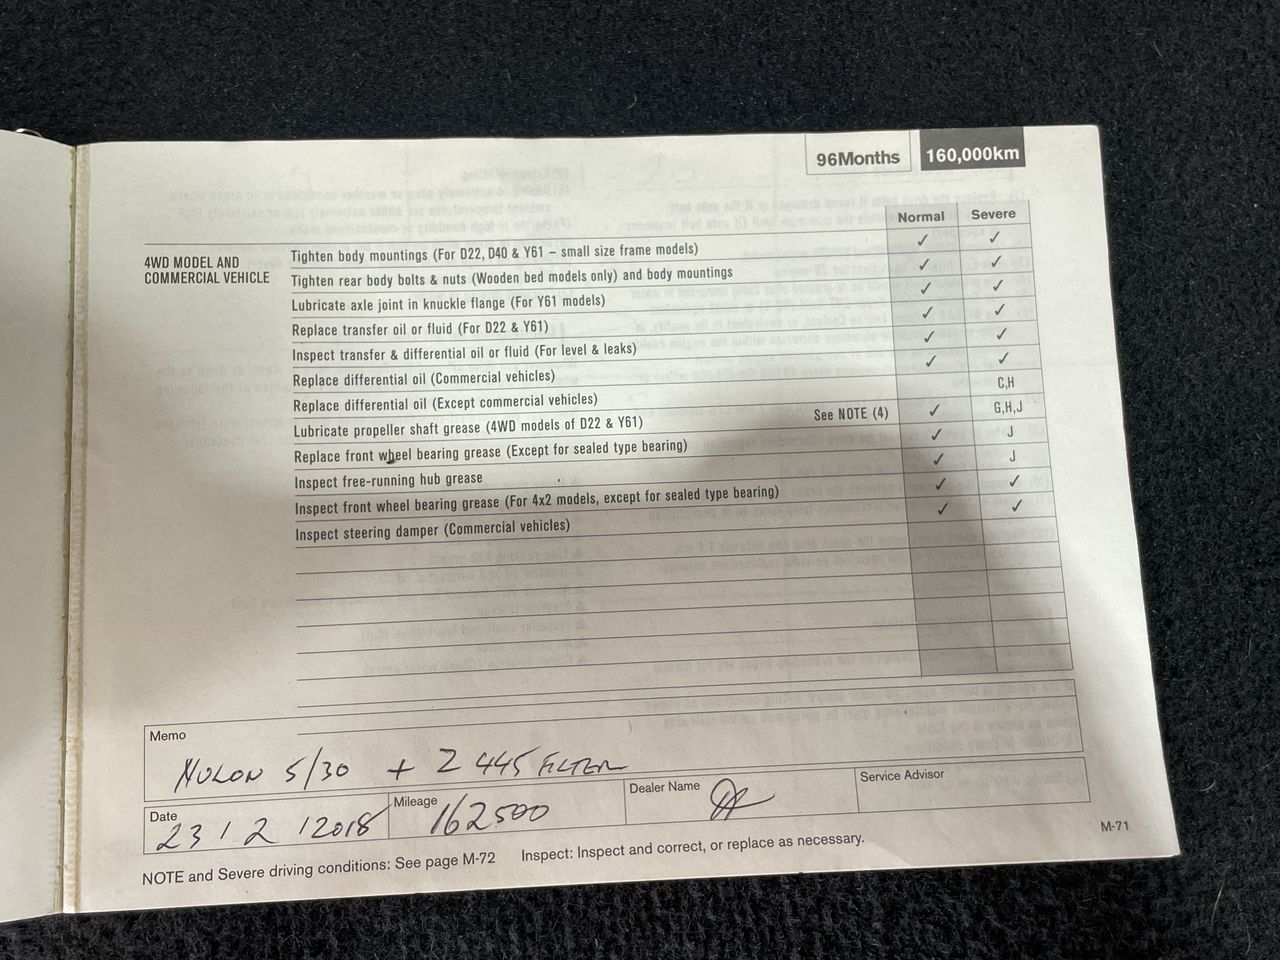 96Months 160,000km
Normal Severe
4WD MODEL AND
COMMERCIAL VEHICLE
Tighten body mountings (For D22, D40 & Y61 – small size frame models) ✓ ✓
Tighten rear body bolts & nuts (Wooden bed models only) and body mountings ✓ ✓
Lubricate axle joint in knuckle flange (For Y61 models) ✓ ✓
Replace transfer oil or fluid (For D22 & Y61) ✓ ✓
Inspect transfer & differential oil or fluid (For level & leaks) ✓ ✓
Replace differential oil (Commercial vehicles) ✓ ✓
Replace differential oil (Except commercial vehicles) C,H
Lubricate propeller shaft grease (4WD models of D22 & Y61) See NOTE (4) ✓ G,H,J
Replace front wheel bearing grease (Except for sealed type bearing) ✓ J
Inspect free-running hub grease ✓ J
Inspect front wheel bearing grease (For 4x2 models, except for sealed type bearing) ✓ ✓
Inspect steering damper (Commercial vehicles) ✓ ✓
Memo
NULON 5/30 + Z 445 FILTER
Date Mileage Dealer Name Service Advisor
23 / 2 / 2018 162500
NOTE and Severe driving conditions: See page M-72 Inspect: Inspect and correct, or replace as necessary.
M-71